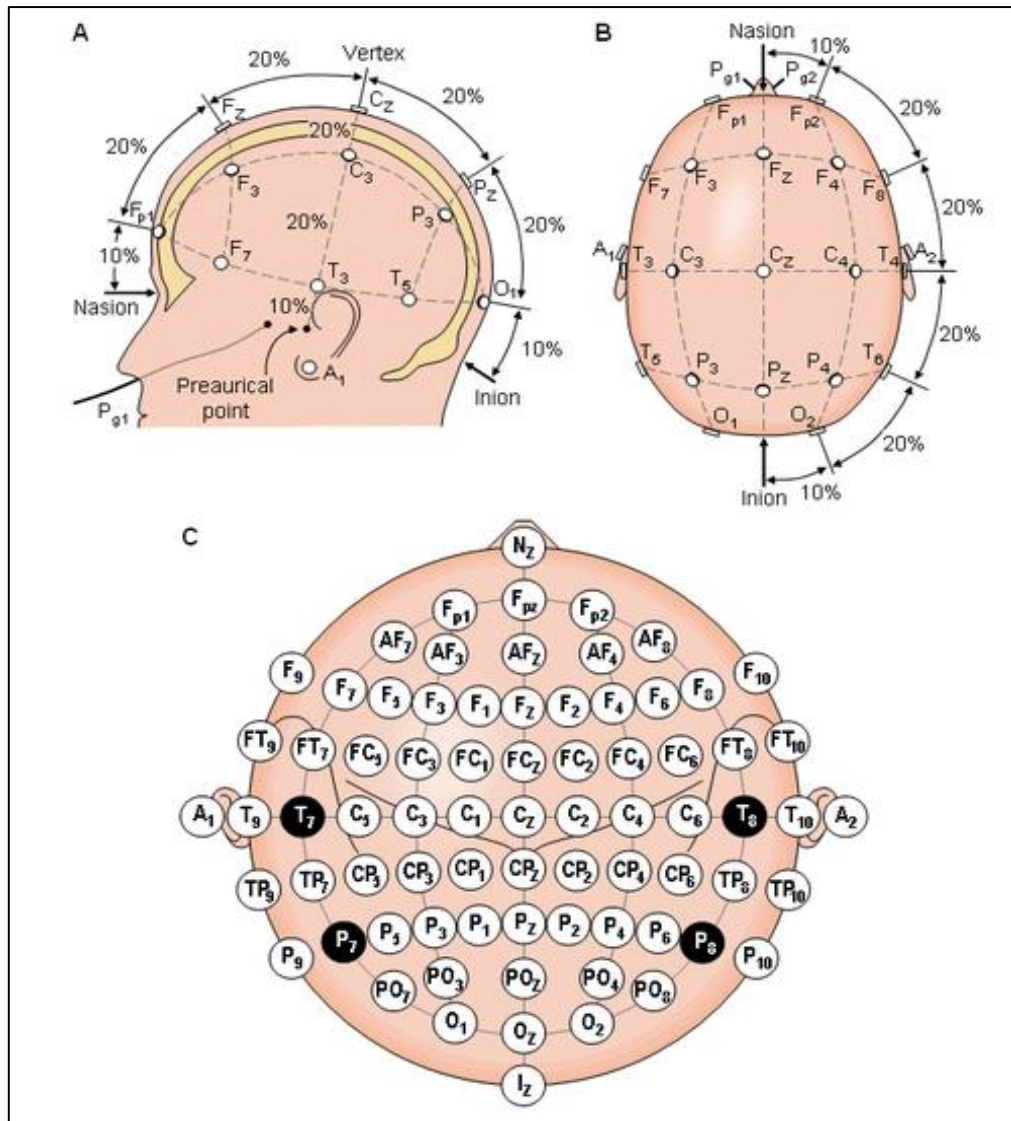 A
20%
Vertex
20%
FZ
CZ
20%
20%
F3
C3
PZ
20%
P3
Fp1
20%
10%
F7
T3
T5
O1
Nasion
10%
10%
A1
Preaurical
point
Inion
Pg1
B
Nasion
10%
Pg1
Pg2
Fp1
Fp2
20%
F7
F3
FZ
F4
F8
20%
A1
T3
C3
CZ
C4
T4
A2
20%
T5
P3
PZ
P4
T6
O1
O2
20%
Inion
10%
C
NZ
Fp1 Fpz Fp2
AF7 AF3 AFZ AF4 AF8
F9 F7 F5 F3 F1 FZ F2 F4 F6 F8 F10
FT9 FT7 FC5 FC3 FC1 FCZ FC2 FC4 FC6 FT8 FT10
A1 T9 T7 C5 C3 C1 CZ C2 C4 C6 T8 T10 A2
TP9 TP7 CP5 CP3 CP1 CPZ CP2 CP4 CP6 TP8 TP10
P9 P7 P5 P3 P1 PZ P2 P4 P6 P8 P10
PO7 PO3 POZ PO4 PO8
O1 OZ O2
IZ